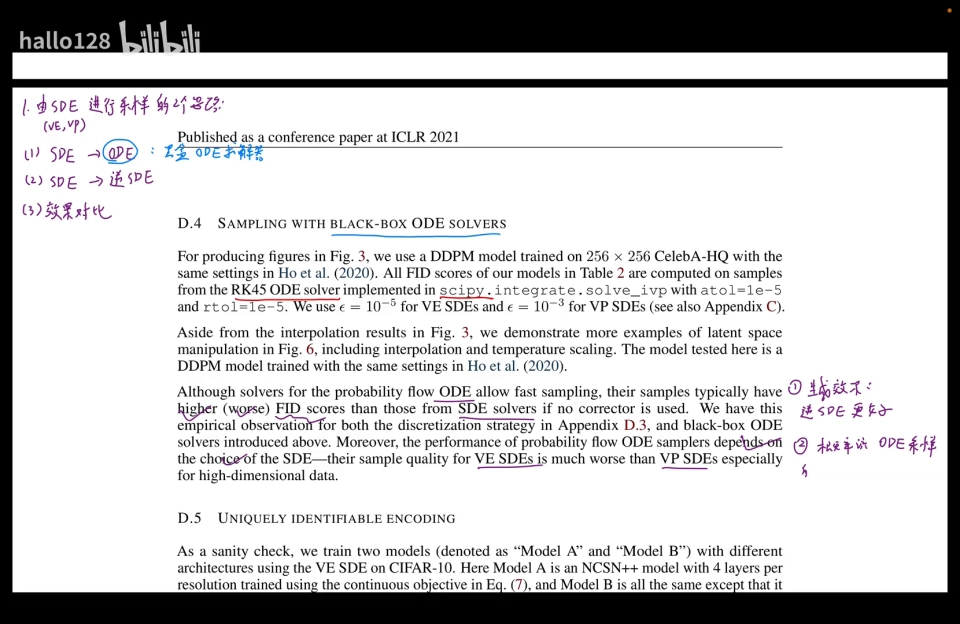 hallo128 bilibili
1. 由SDE 进行采样的2个思路:
(VE,VP)
Published as a conference paper at ICLR 2021
(1) SDE → ODE : 黑盒 ODE求解器
(2) SDE → 逆SDE
(3) 效果对比
D.4 SAMPLING WITH BLACK-BOX ODE SOLVERS
For producing figures in Fig. 3, we use a DDPM model trained on 256 × 256 CelebA-HQ with the
same settings in Ho et al. (2020). All FID scores of our models in Table 2 are computed on samples
from the RK45 ODE solver implemented in scipy.integrate.solve_ivp with atol=1e-5
and rtol=1e-5. We use ϵ = 10⁻⁵ for VE SDEs and ϵ = 10⁻³ for VP SDEs (see also Appendix C).
Aside from the interpolation results in Fig. 3, we demonstrate more examples of latent space
manipulation in Fig. 6, including interpolation and temperature scaling. The model tested here is a
DDPM model trained with the same settings in Ho et al. (2020).
Although solvers for the probability flow ODE allow fast sampling, their samples typically have
higher (worse) FID scores than those from SDE solvers if no corrector is used. We have this
empirical observation for both the discretization strategy in Appendix D.3, and black-box ODE
solvers introduced above. Moreover, the performance of probability flow ODE samplers depends on
the choice of the SDE—their sample quality for VE SDEs is much worse than VP SDEs especially
for high-dimensional data.
① 生成效果:
逆SDE 更好
② 概率流 ODE采样
D.5 UNIQUELY IDENTIFIABLE ENCODING
As a sanity check, we train two models (denoted as “Model A” and “Model B”) with different
architectures using the VE SDE on CIFAR-10. Here Model A is an NCSN++ model with 4 layers per
resolution trained using the continuous objective in Eq. (7), and Model B is all the same except that it